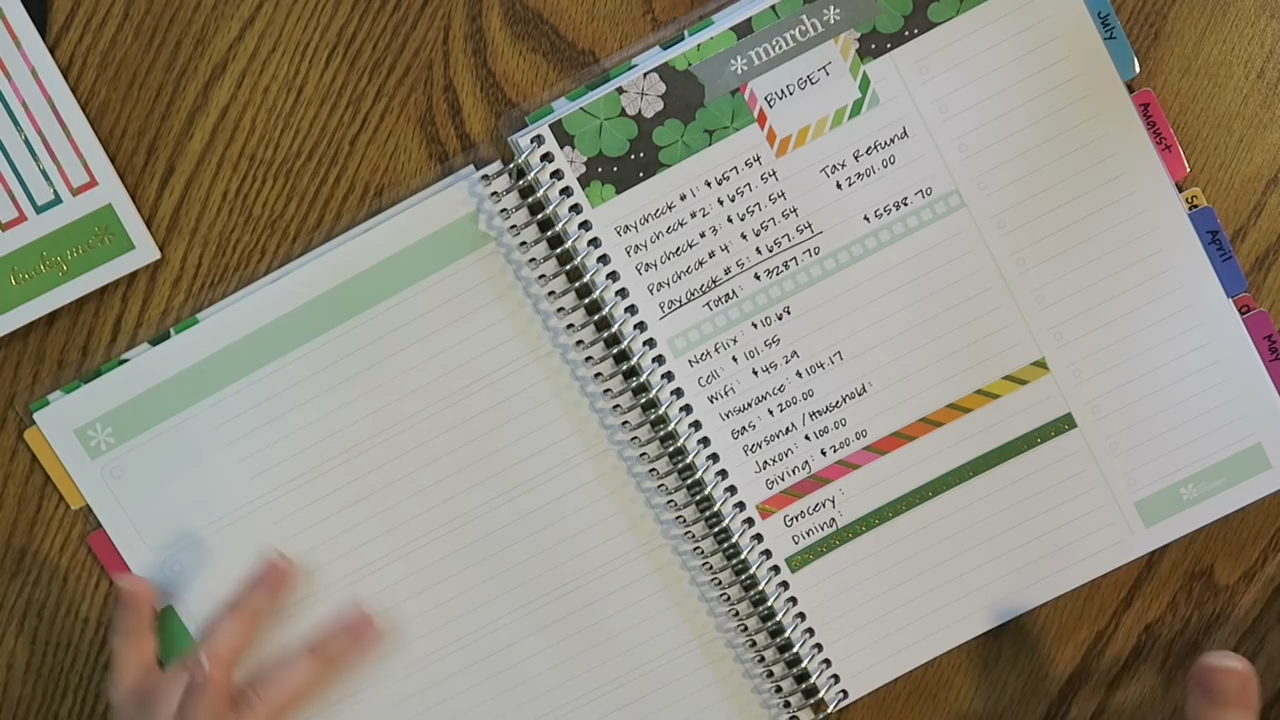 lucky me*
*march*
BUDGET
Paycheck #1: $657.54
Paycheck #2: $657.54
Paycheck #3: $657.54
Paycheck #4: $657.54
Paycheck #5: $657.54
Total: $3287.70
Tax Refund
$2301.00
$5588.70
Netflix: $10.68
Cell: $101.55
Wifi: $45.29
Insurance: $104.17
Gas: $200.00
Personal/Household:
Jaxon: $100.00
Giving: $200.00
Grocery:
Dining:
July
August
Se
April
May